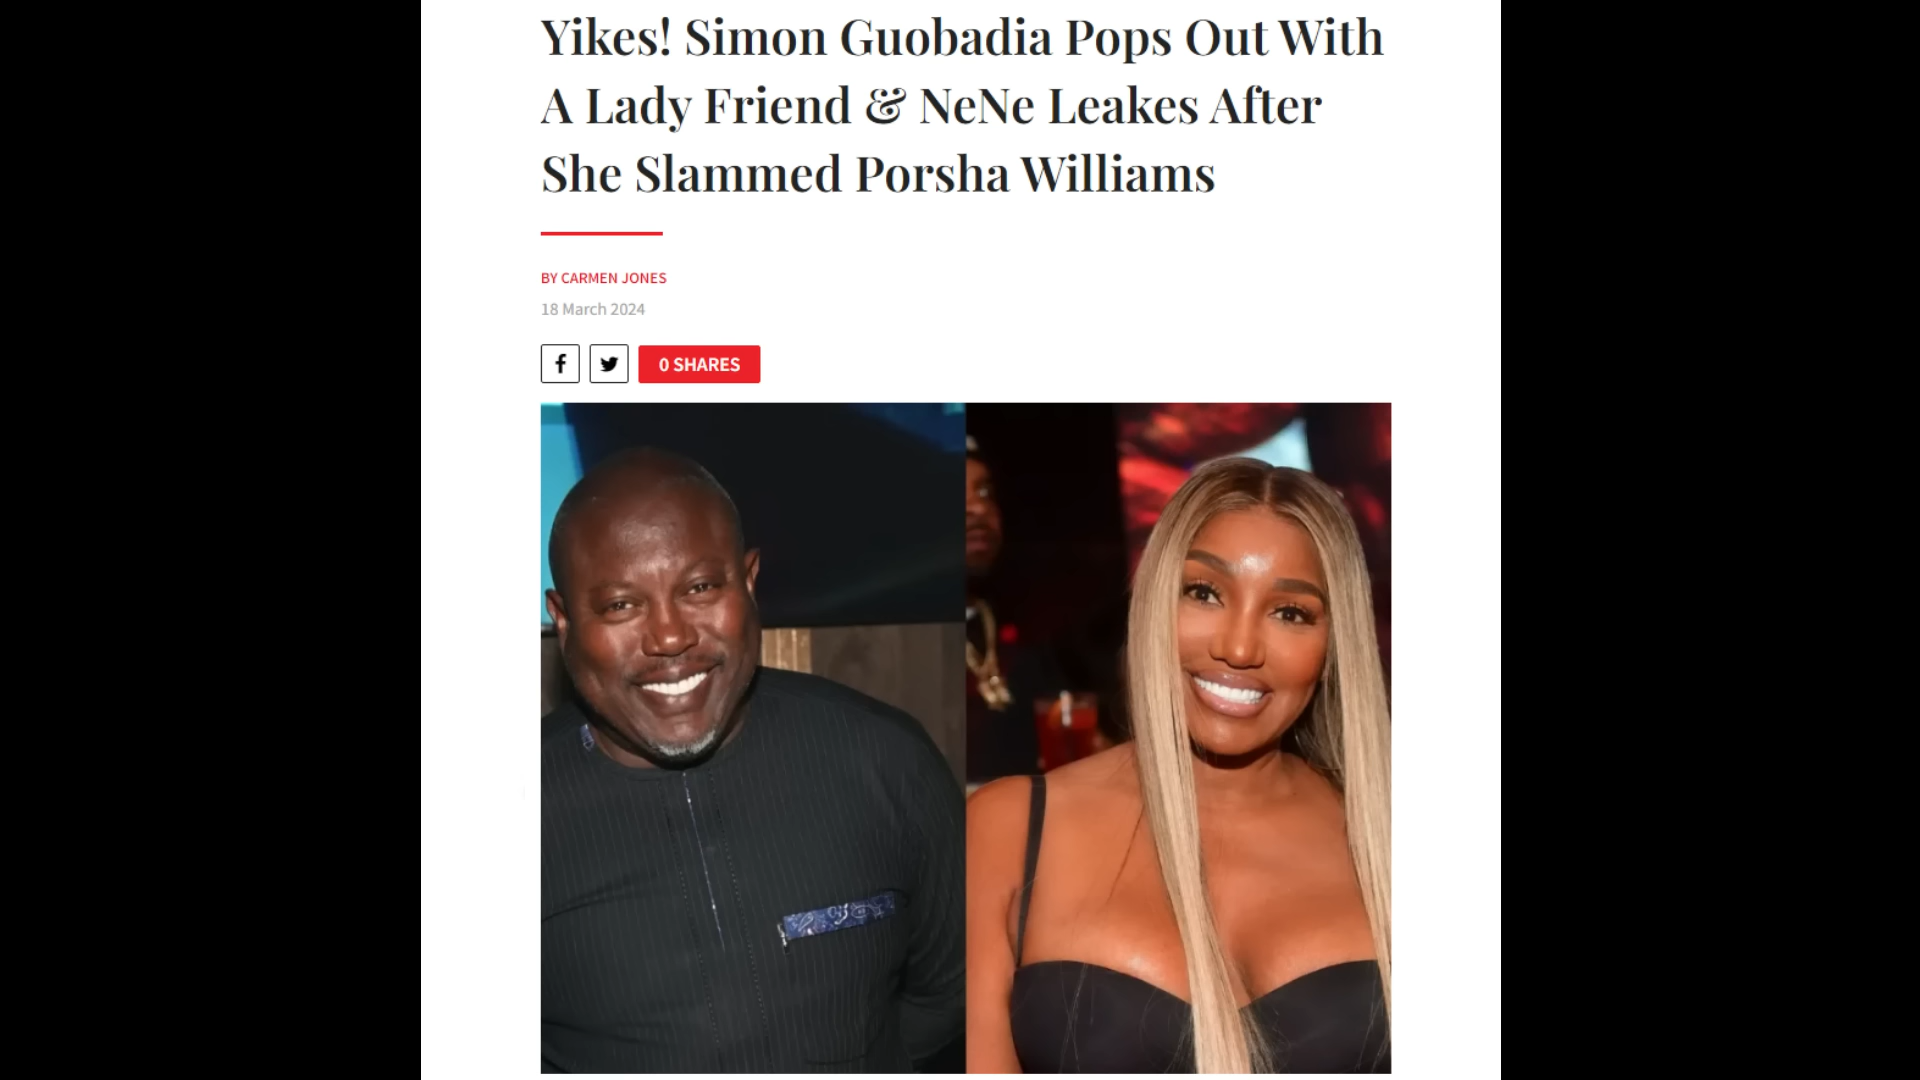 Yikes! Simon Guobadia Pops Out With
A Lady Friend & NeNe Leakes After
She Slammed Porsha Williams
BY CARMEN JONES
18 March 2024
0 SHARES